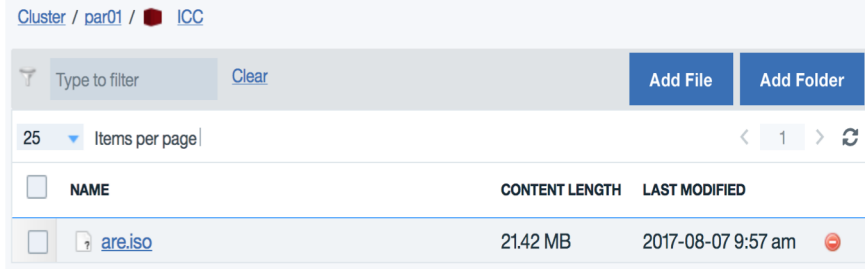 Cluster / par01 / ICC
Type to filter Clear Add File Add Folder
25 Items per page 1
NAME CONTENT LENGTH LAST MODIFIED
? are.iso 21.42 MB 2017-08-07 9:57 am